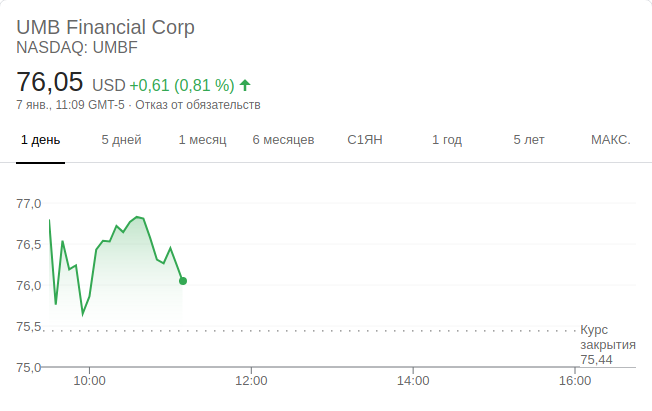 UMB Financial Corp
NASDAQ: UMBF
76,05 USD +0,61 (0,81 %)
7 янв., 11:09 GMT-5 · Отказ от обязательств
1 день 5 дней 1 месяц 6 месяцев С1ЯН 1 год 5 лет МАКС.
77,0
76,5
76,0
75,5
Курс
закрытия
75,44
75,0
10:00 12:00 14:00 16:00